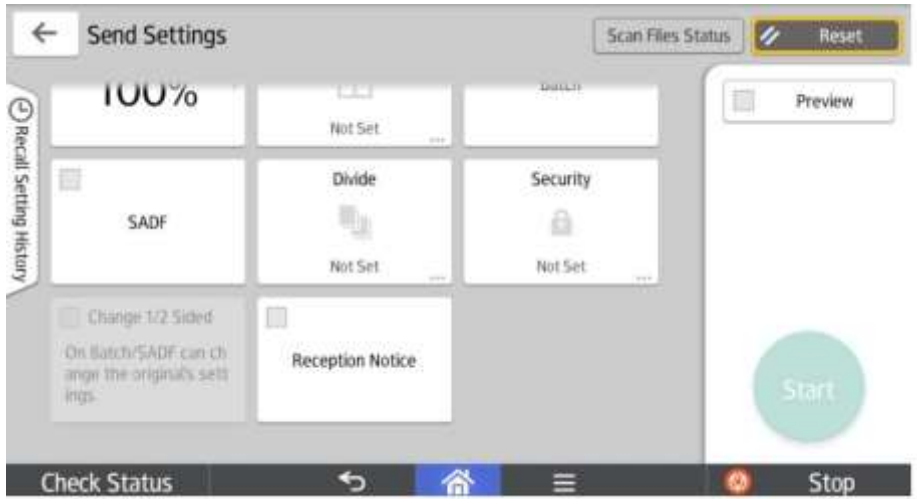 Send Settings
Scan Files Status
Reset
Recall Setting History
100%
Not Set
Batch
Preview
SADF
Divide
Not Set
Security
Not Set
Change 1/2 Sided
On Batch/SADF can ch
ange the original's sett
ings.
Reception Notice
Start
Check Status
Stop